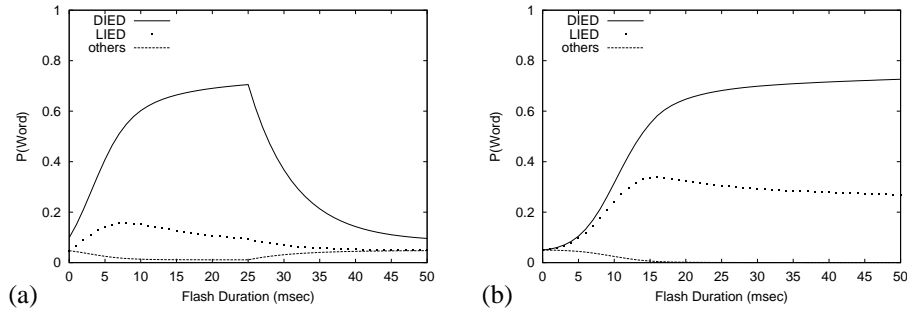 1
0.8
0.6
0.4
0.2
0
P(Word)
DIED
LIED
others
0 5 10 15 20 25 30 35 40 45 50
Flash Duration (msec)
(a)
1
0.8
0.6
0.4
0.2
0
P(Word)
DIED
LIED
others
0 5 10 15 20 25 30 35 40 45 50
Flash Duration (msec)
(b)